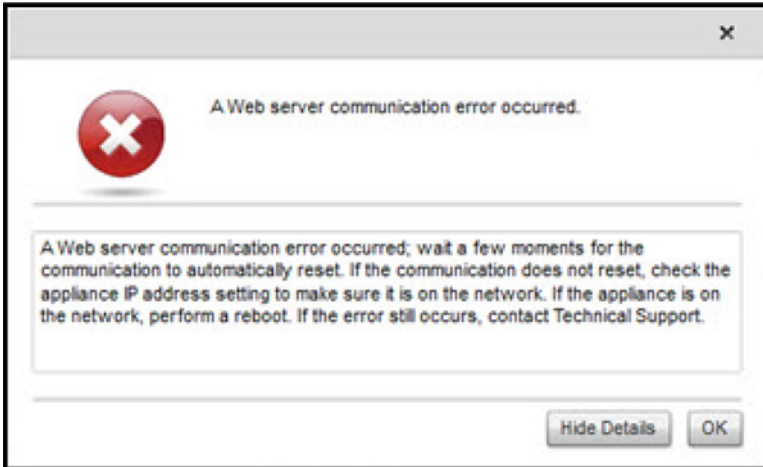 A Web server communication error occurred.
A Web server communication error occurred; wait a few moments for the
communication to automatically reset. If the communication does not reset, check the
appliance IP address setting to make sure it is on the network. If the appliance is on
the network, perform a reboot. If the error still occurs, contact Technical Support.
Hide Details OK